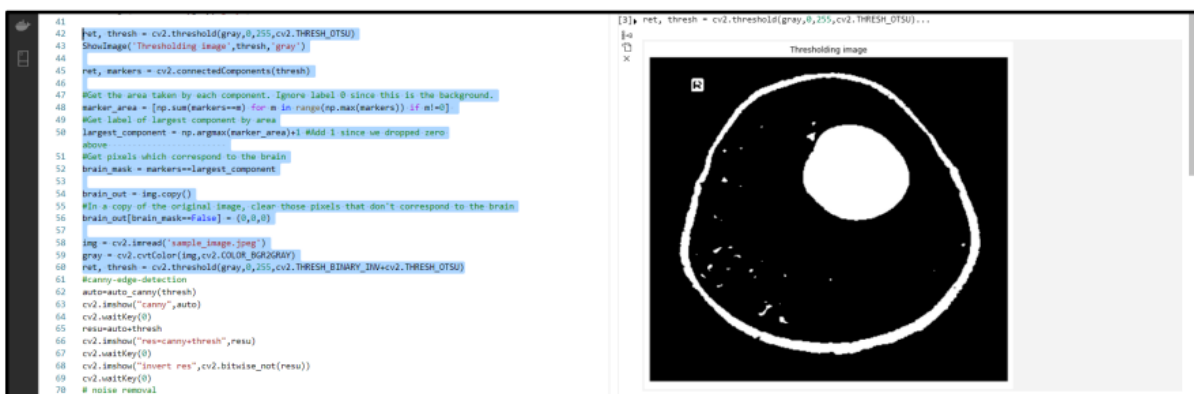 41
42 ret, thresh = cv2.threshold(gray,0,255,cv2.THRESH_OTSU)
43 ShowImage('Thresholding image',thresh,'gray')
44
45 ret, markers = cv2.connectedComponents(thresh)
46
47 #Get the area taken by each component. Ignore label 0 since this is the background.
48 marker_area = [np.sum(markers==m) for m in range(np.max(markers)) if m!=0]
49 #Get label of largest component by area
50 largest_component = np.argmax(marker_area)+1 #Add 1 since we dropped zero
above
51 #Get pixels which correspond to the brain
52 brain_mask = markers==largest_component
53
54 brain_out = img.copy()
55 #In a copy of the original image, clear those pixels that don't correspond to the brain
56 brain_out[brain_mask==False] = (0,0,0)
57
58 img = cv2.imread('sample_image.jpeg')
59 gray = cv2.cvtColor(img,cv2.COLOR_BGR2GRAY)
60 ret, thresh = cv2.threshold(gray,0,255,cv2.THRESH_BINARY_INV+cv2.THRESH_OTSU)
61 #canny-edge-detection
62 auto=auto_canny(thresh)
63 cv2.imshow("canny",auto)
64 cv2.waitKey(0)
65 resu=auto+thresh
66 cv2.imshow("res=canny+thresh",resu)
67 cv2.waitKey(0)
68 cv2.imshow("invert res",cv2.bitwise_not(resu))
69 cv2.waitKey(0)
70 # noise removal
[3] ret, thresh = cv2.threshold(gray,0,255,cv2.THRESH_OTSU)...
Thresholding image
R